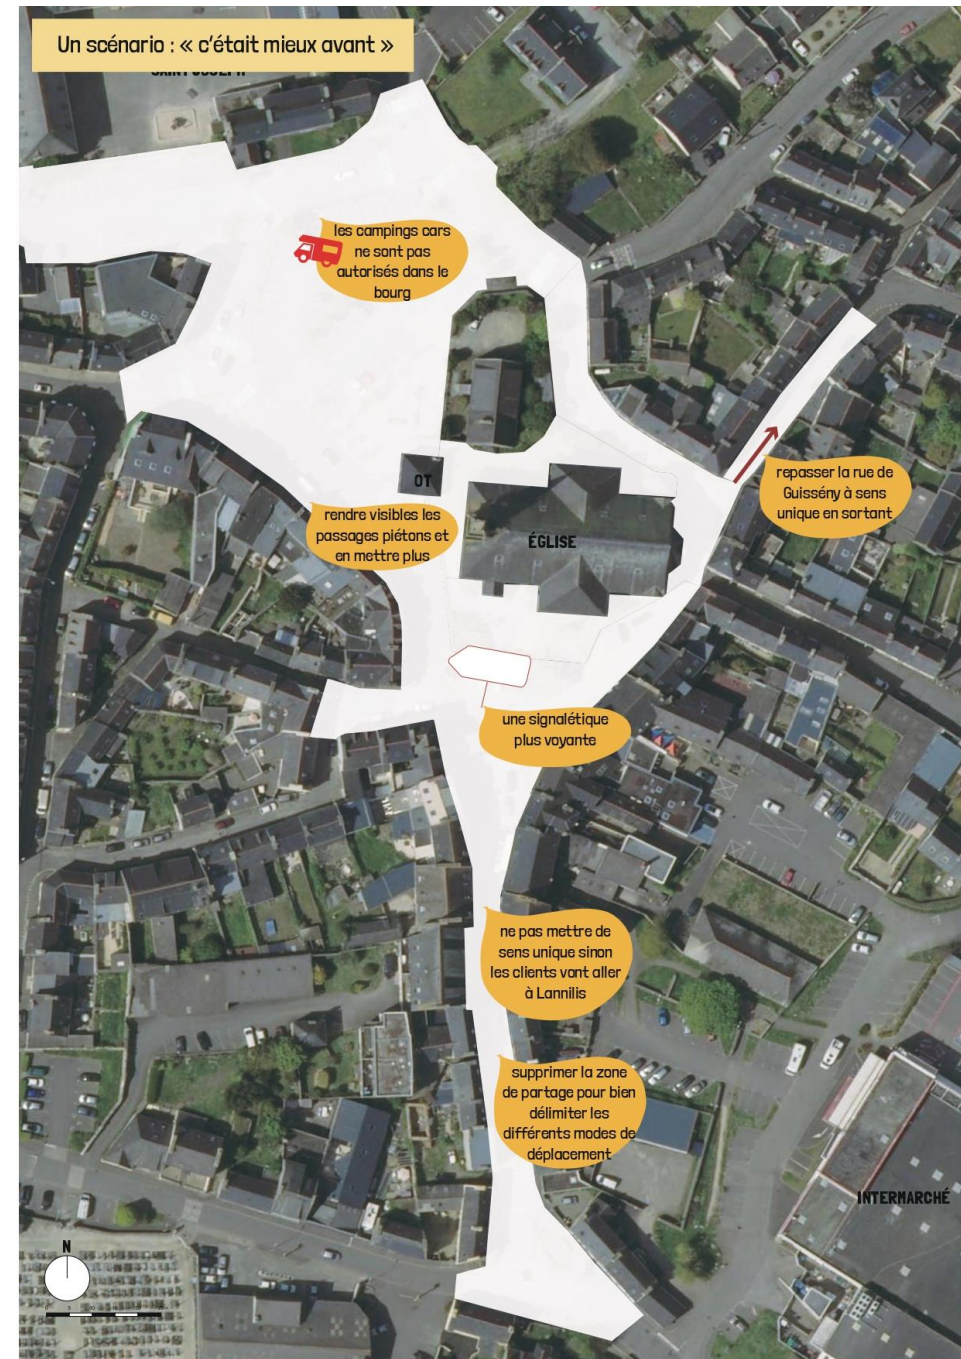 Un scénario : « c'était mieux avant »
les campings cars
ne sont pas
autorisés dans le
bourg
repasser la rue de
Guissény à sens
unique en sortant
OT
rendre visibles les
passages piétons et
en mettre plus
ÉGLISE
une signalétique
plus voyante
ne pas mettre de
sens unique sinon
les clients vont aller
à Lannilis
supprimer la zone
de partage pour bien
délimiter les
différents modes de
déplacement
INTERMARCHÉ
N